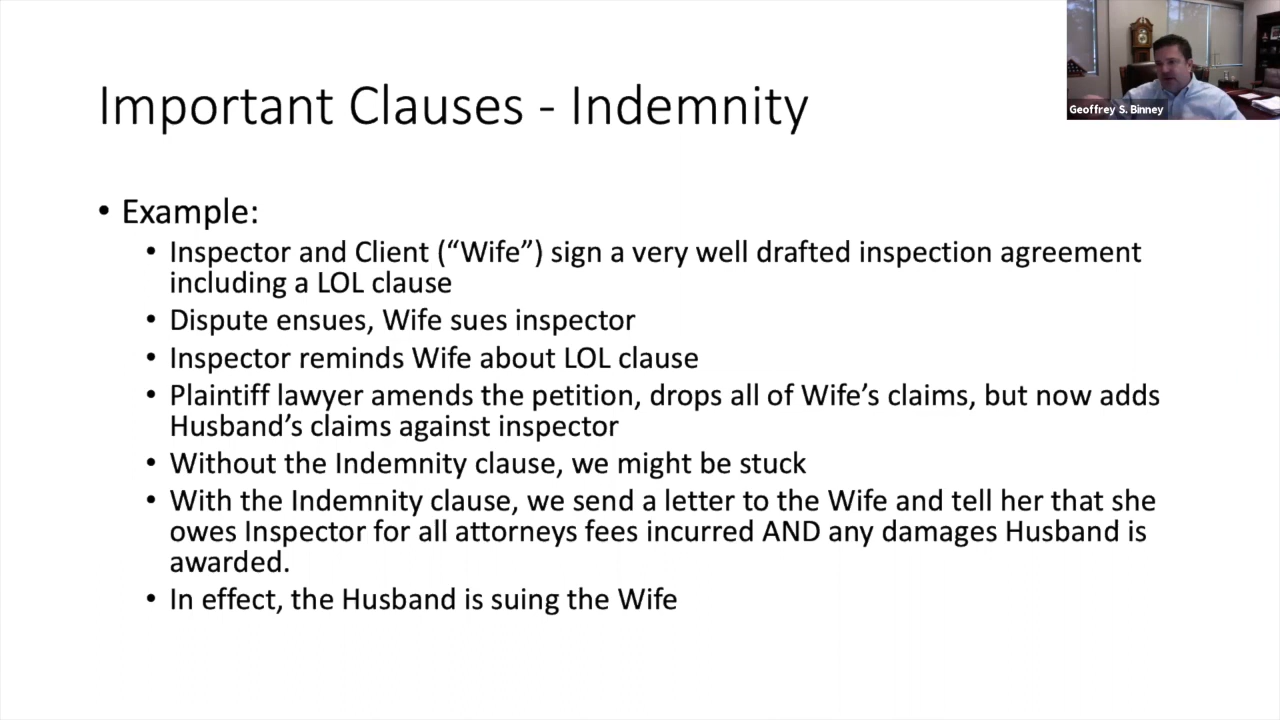 Geoffrey S. Binney
Important Clauses - Indemnity
• Example:
• Inspector and Client (“Wife”) sign a very well drafted inspection agreement
including a LOL clause
• Dispute ensues, Wife sues inspector
• Inspector reminds Wife about LOL clause
• Plaintiff lawyer amends the petition, drops all of Wife’s claims, but now adds
Husband’s claims against inspector
• Without the Indemnity clause, we might be stuck
• With the Indemnity clause, we send a letter to the Wife and tell her that she
owes Inspector for all attorneys fees incurred AND any damages Husband is
awarded.
• In effect, the Husband is suing the Wife